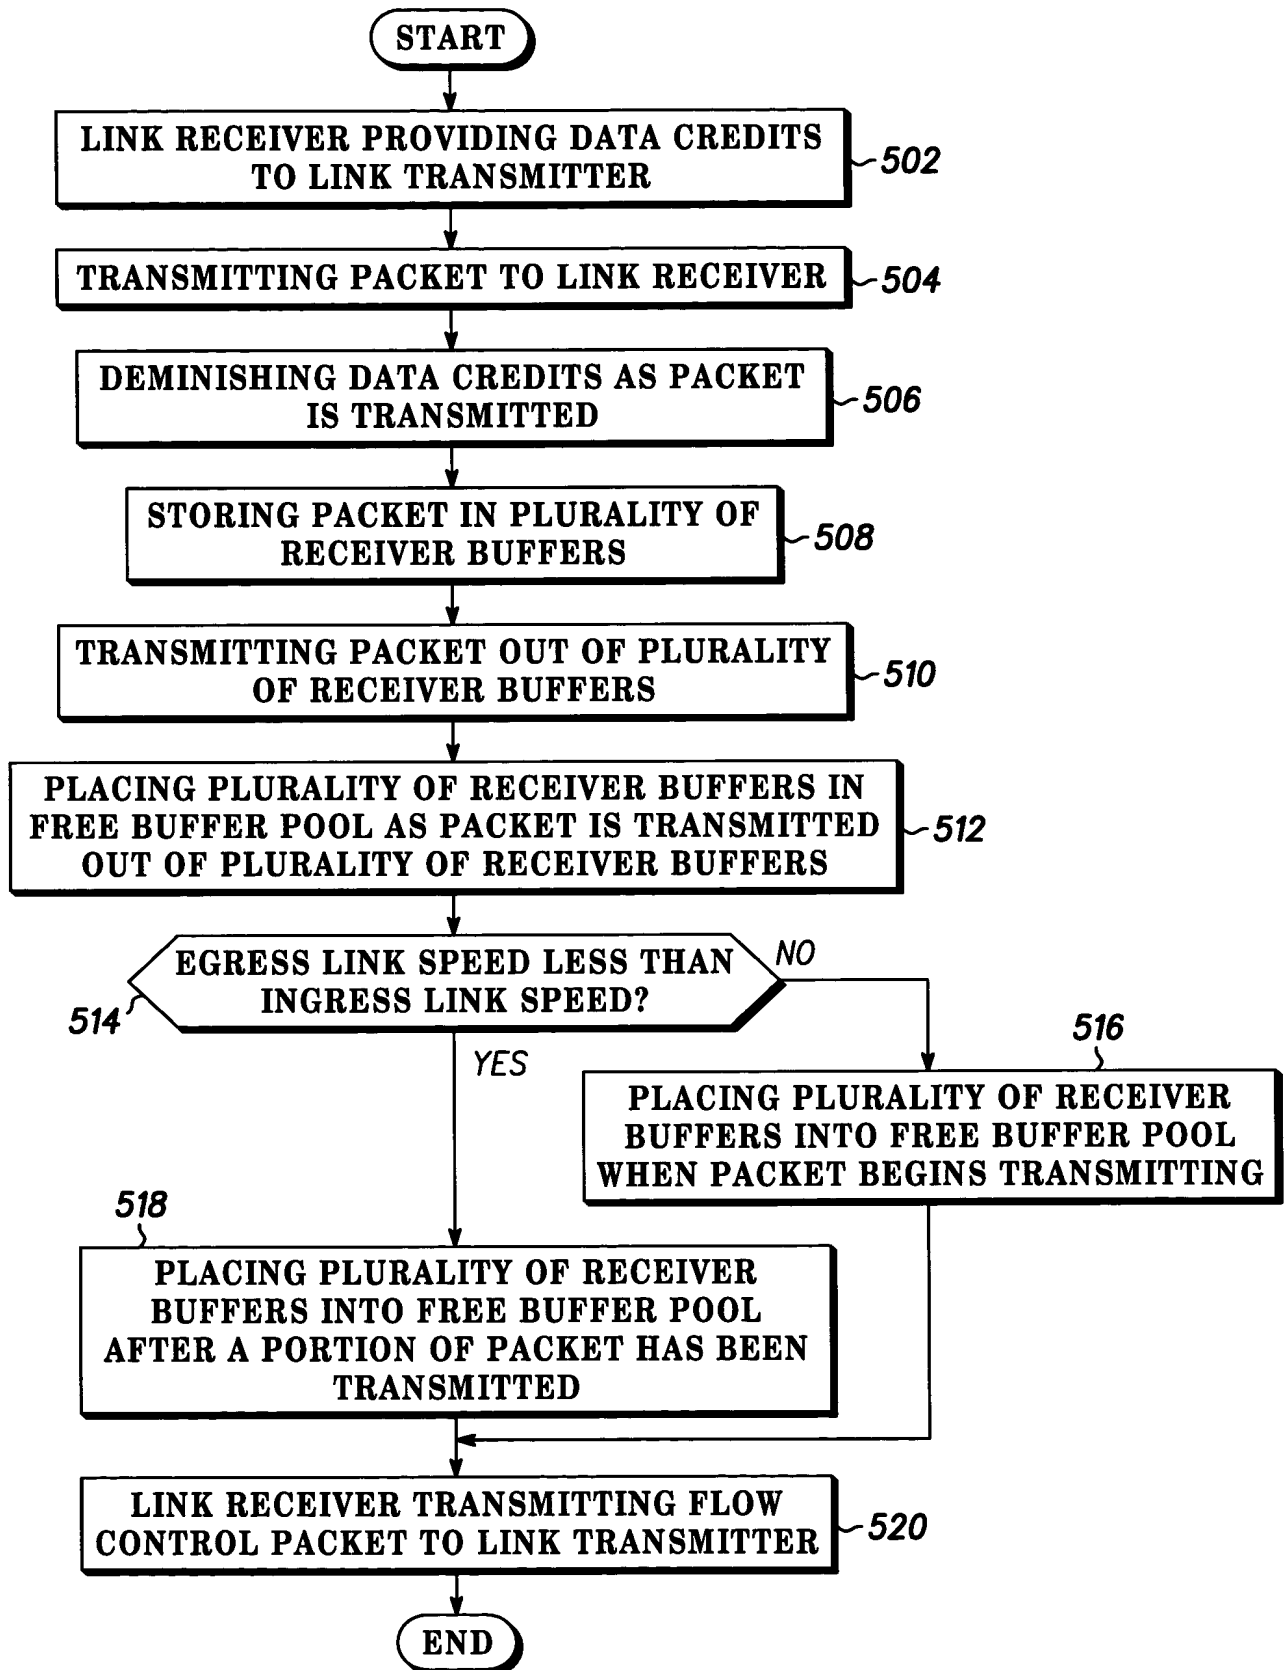 START
LINK RECEIVER PROVIDING DATA CREDITS
TO LINK TRANSMITTER
502
TRANSMITTING PACKET TO LINK RECEIVER
504
DEMINISHING DATA CREDITS AS PACKET
IS TRANSMITTED
506
STORING PACKET IN PLURALITY OF
RECEIVER BUFFERS
508
TRANSMITTING PACKET OUT OF PLURALITY
OF RECEIVER BUFFERS
510
PLACING PLURALITY OF RECEIVER BUFFERS IN
FREE BUFFER POOL AS PACKET IS TRANSMITTED
OUT OF PLURALITY OF RECEIVER BUFFERS
512
EGRESS LINK SPEED LESS THAN
INGRESS LINK SPEED?
514
NO
YES
516
PLACING PLURALITY OF RECEIVER
BUFFERS INTO FREE BUFFER POOL
WHEN PACKET BEGINS TRANSMITTING
518
PLACING PLURALITY OF RECEIVER
BUFFERS INTO FREE BUFFER POOL
AFTER A PORTION OF PACKET HAS BEEN
TRANSMITTED
LINK RECEIVER TRANSMITTING FLOW
CONTROL PACKET TO LINK TRANSMITTER
520
END